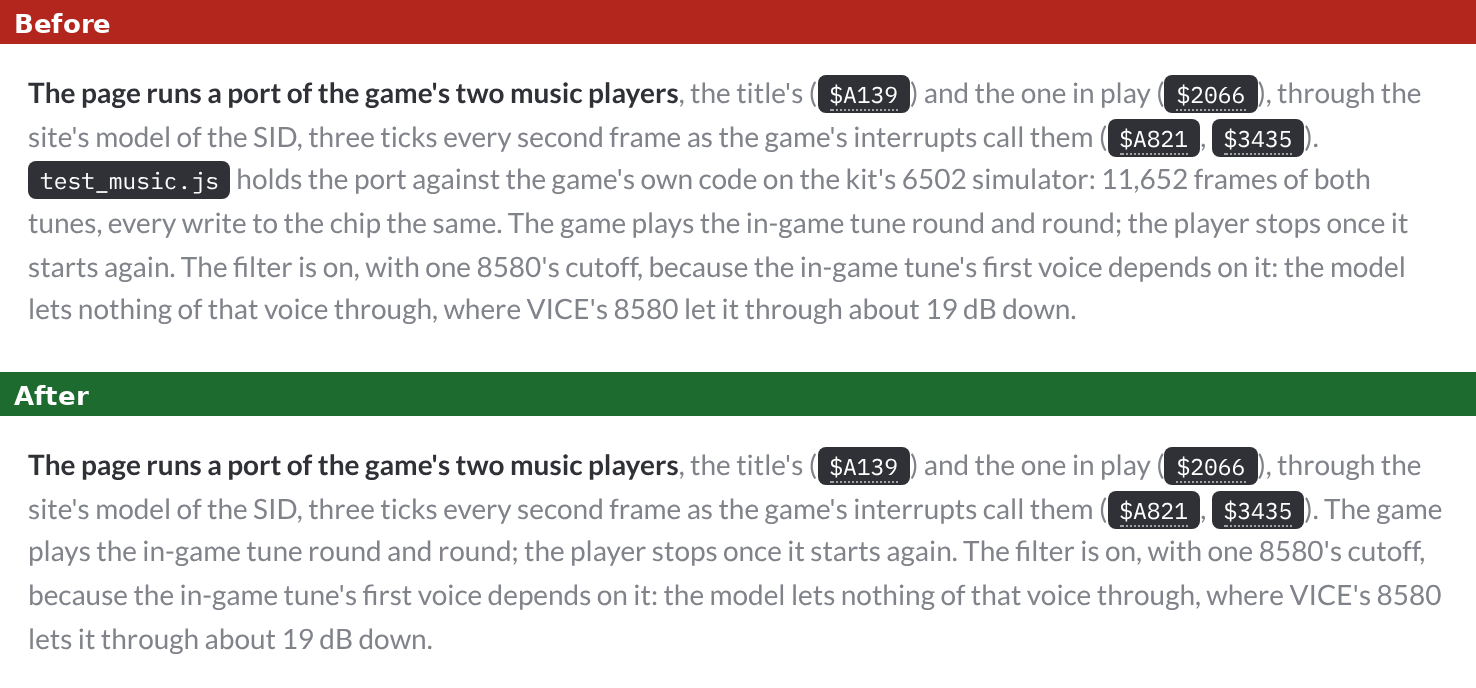 Before
The page runs a port of the game's two music players, the title's ($A139) and the one in play ($2066), through the
site's model of the SID, three ticks every second frame as the game's interrupts call them ($A821, $3435).
test_music.js holds the port against the game's own code on the kit's 6502 simulator: 11,652 frames of both
tunes, every write to the chip the same. The game plays the in-game tune round and round; the player stops once it
starts again. The filter is on, with one 8580's cutoff, because the in-game tune's first voice depends on it: the model
lets nothing of that voice through, where VICE's 8580 let it through about 19 dB down.
After
The page runs a port of the game's two music players, the title's ($A139) and the one in play ($2066), through the
site's model of the SID, three ticks every second frame as the game's interrupts call them ($A821, $3435). The game
plays the in-game tune round and round; the player stops once it starts again. The filter is on, with one 8580's cutoff,
because the in-game tune's first voice depends on it: the model lets nothing of that voice through, where VICE's 8580
lets it through about 19 dB down.